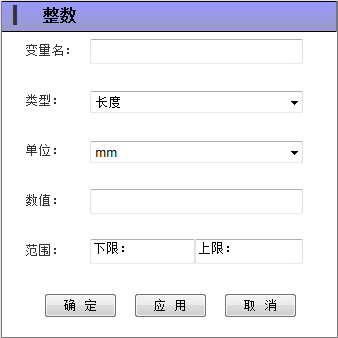 整数
变量名：
类型： 长度
单位： mm
数值：
范围： 下限： 上限：
确 定 应 用 取 消